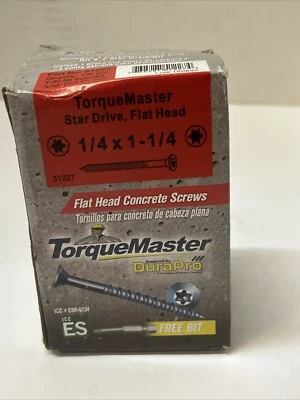 TorqueMaster
Star Drive, Flat Head
1/4 x 1-1/4
51227
Flat Head Concrete Screws
Tornillos para concreto de cabeza plana
TorqueMaster
DuraPro
ICC
ES
FREE BIT